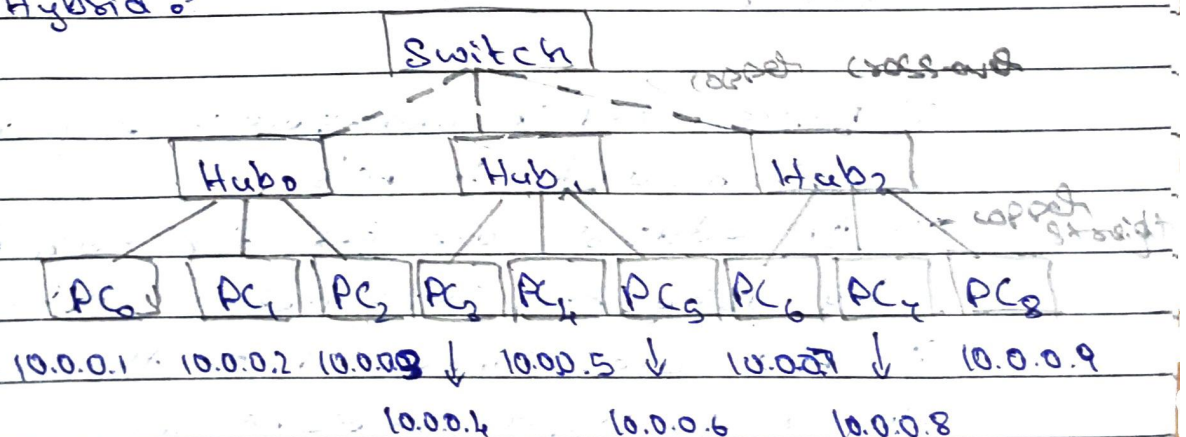 Hybrid :
Switch
copper cross-over
Hub0 Hub1 Hub2
copper straight
PC0 PC1 PC2 PC3 PC4 PC5 PC6 PC7 PC8
10.0.0.1 10.0.0.2 10.0.0.3 ↓ 10.0.0.5 ↓ 10.0.0.7 ↓ 10.0.0.9
10.0.0.4 10.0.0.6 10.0.0.8